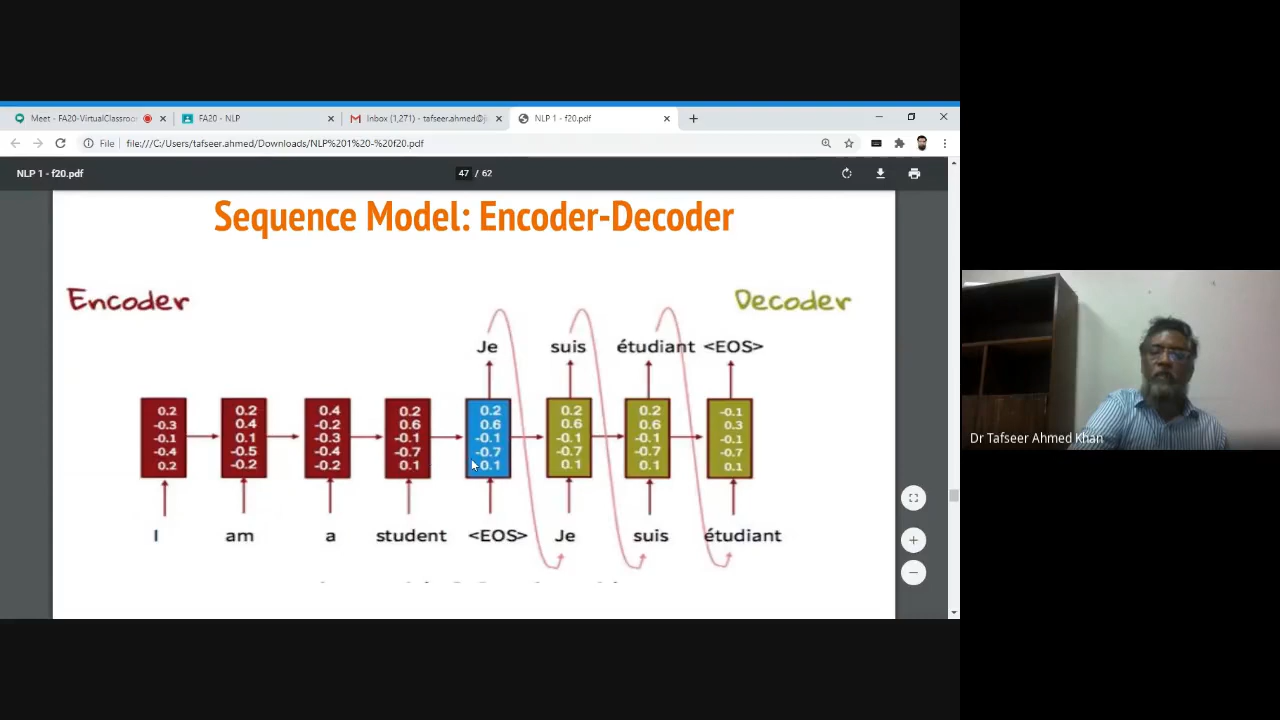 Meet - FA20-VirtualClassroo
FA20 - NLP
Inbox (1,271) - tafseer.ahmed@ji
NLP 1 - f20.pdf
File
file:///C:/Users/tafseer.ahmed/Downloads/NLP%201%20-%20f20.pdf
NLP 1 - f20.pdf
47 / 62
Sequence Model: Encoder-Decoder
Encoder
Decoder
Je suis étudiant <EOS>
0.2 0.2 0.4 0.2 0.2 0.2 0.2 -0.1
-0.3 0.4 -0.2 0.6 0.6 0.6 0.6 0.3
-0.1 0.1 -0.3 -0.1 -0.1 -0.1 -0.1 -0.1
-0.4 -0.5 -0.4 -0.7 -0.7 -0.7 -0.7 -0.7
0.2 -0.2 -0.2 0.1 0.1 0.1 0.1 0.1
I am a student <EOS> Je suis étudiant
Dr Tafseer Ahmed Khan